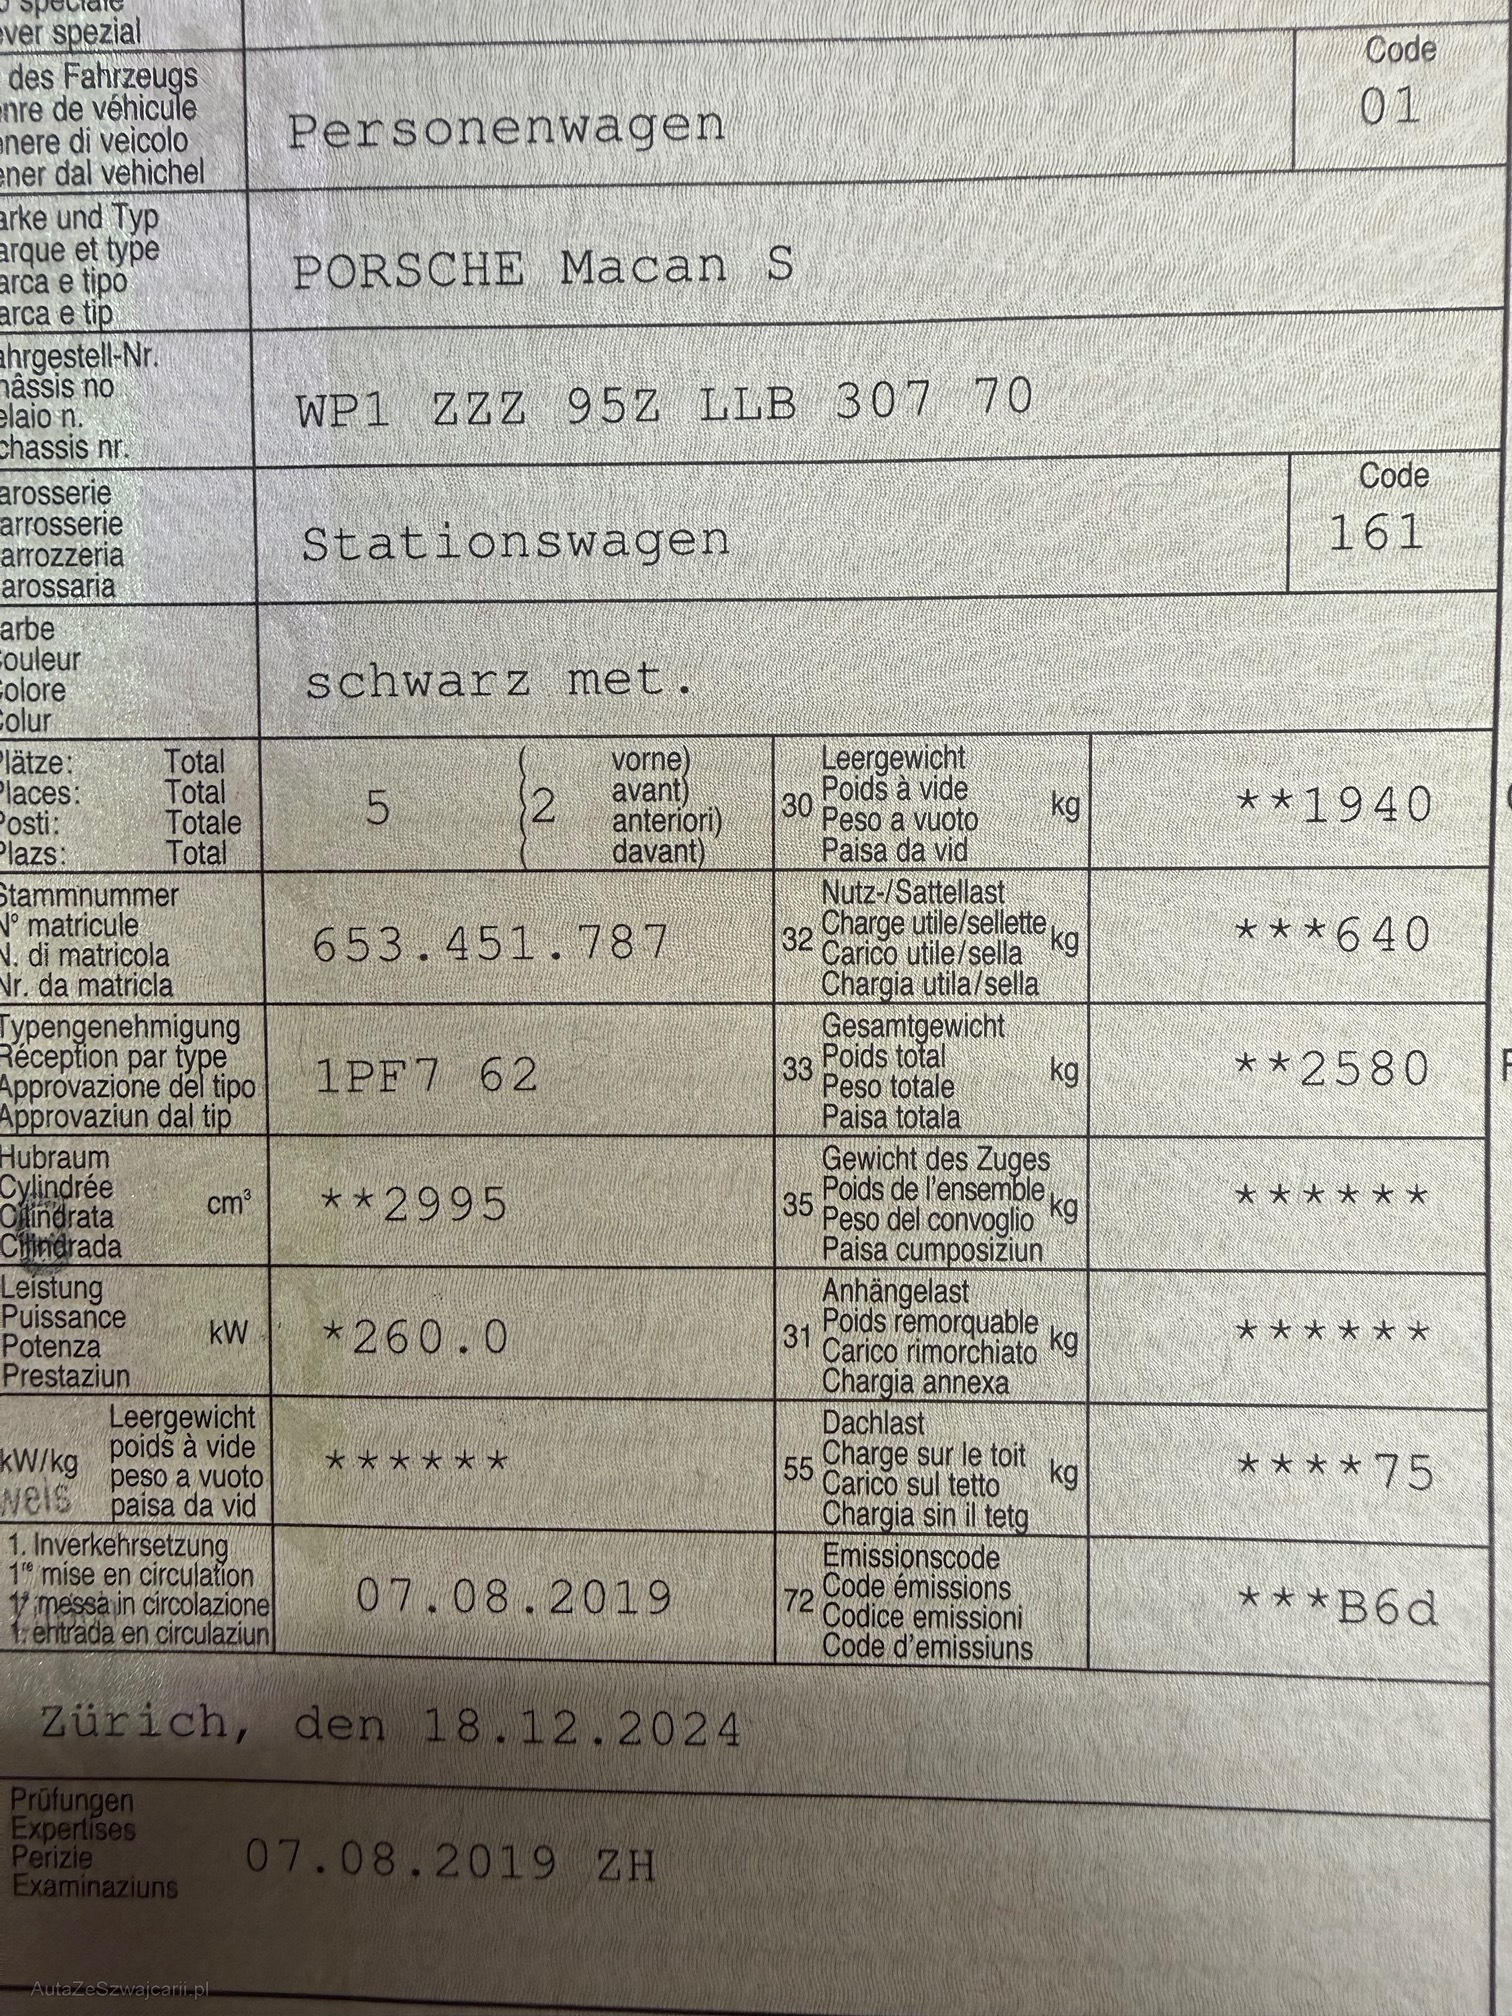 speciale
ver spezial
des Fahrzeugs
nre de véhicule
nere di veicolo
ener dal vehichel
Personenwagen
Code
01
arke und Typ
arque et type
arca e tipo
arca e tip
PORSCHE Macan S
ahrgestell-Nr.
hâssis no
elaio n.
chassis nr.
WP1 ZZZ 95Z LLB 307 70
arosserie
arrosserie
arrozzeria
arossaria
Stationswagen
Code
161
arbe
ouleur
olore
olur
schwarz met.
Plätze: Total
Places: Total
Posti: Totale
Plazs: Total
5 (2
vorne)
avant)
anteriori)
davant)
30 Leergewicht
Poids à vide
Peso a vuoto
Paisa da vid
kg
**1940
Stammnummer
N° matricule
N. di matricola
Nr. da matricla
653.451.787
32 Nutz-/Sattellast
Charge utile/sellette
Carico utile/sella
Chargia utila/sella
kg
***640
Typengenehmigung
Réception par type
Approvazione del tipo
Approvaziun dal tip
1PF7 62
33 Gesamtgewicht
Poids total
Peso totale
Paisa totala
kg
**2580
Hubraum
Cylindrée
Cilindrata
Cilindrada
cm³
**2995
35 Gewicht des Zuges
Poids de l'ensemble
Peso del convoglio
Paisa cumposiziun
kg
******
Leistung
Puissance
Potenza
Prestaziun
kW
*260.0
31 Anhängelast
Poids remorquable
Carico rimorchiato
Chargia annexa
kg
******
kW/kg
Leergewicht
poids à vide
peso a vuoto
paisa da vid
weis
******
55 Dachlast
Charge sur le toit
Carico sul tetto
Chargia sin il tetg
kg
****75
1. Inverkehrsetzung
1re mise en circulation
1a messa in circolazione
1. entrada en circulaziun
07.08.2019
72 Emissionscode
Code émissions
Codice emissioni
Code d'emissiuns
***B6d
Zürich, den 18.12.2024
Prüfungen
Expertises
Perizie
Examinaziuns
07.08.2019 ZH
AutaZeSzwajcarii.pl